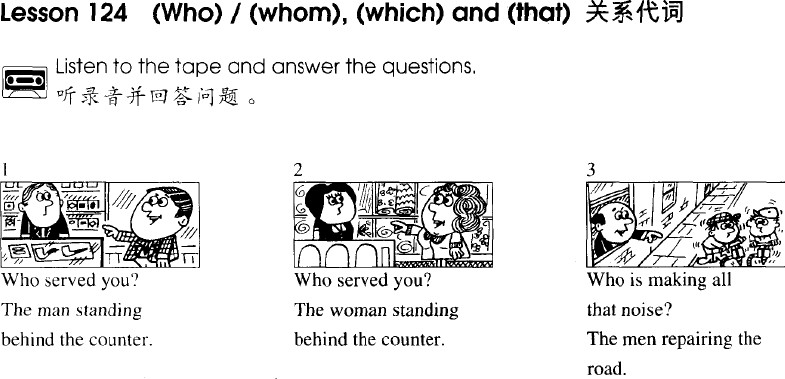 Lesson 124 (Who) / (whom), (which) and (that) 关系代词
Listen to the tape and answer the questions.
听录音并回答问题。
1
Who served you?
The man standing
behind the counter.
2
Who served you?
The woman standing
behind the counter.
3
Who is making all
that noise?
The men repairing the
road.